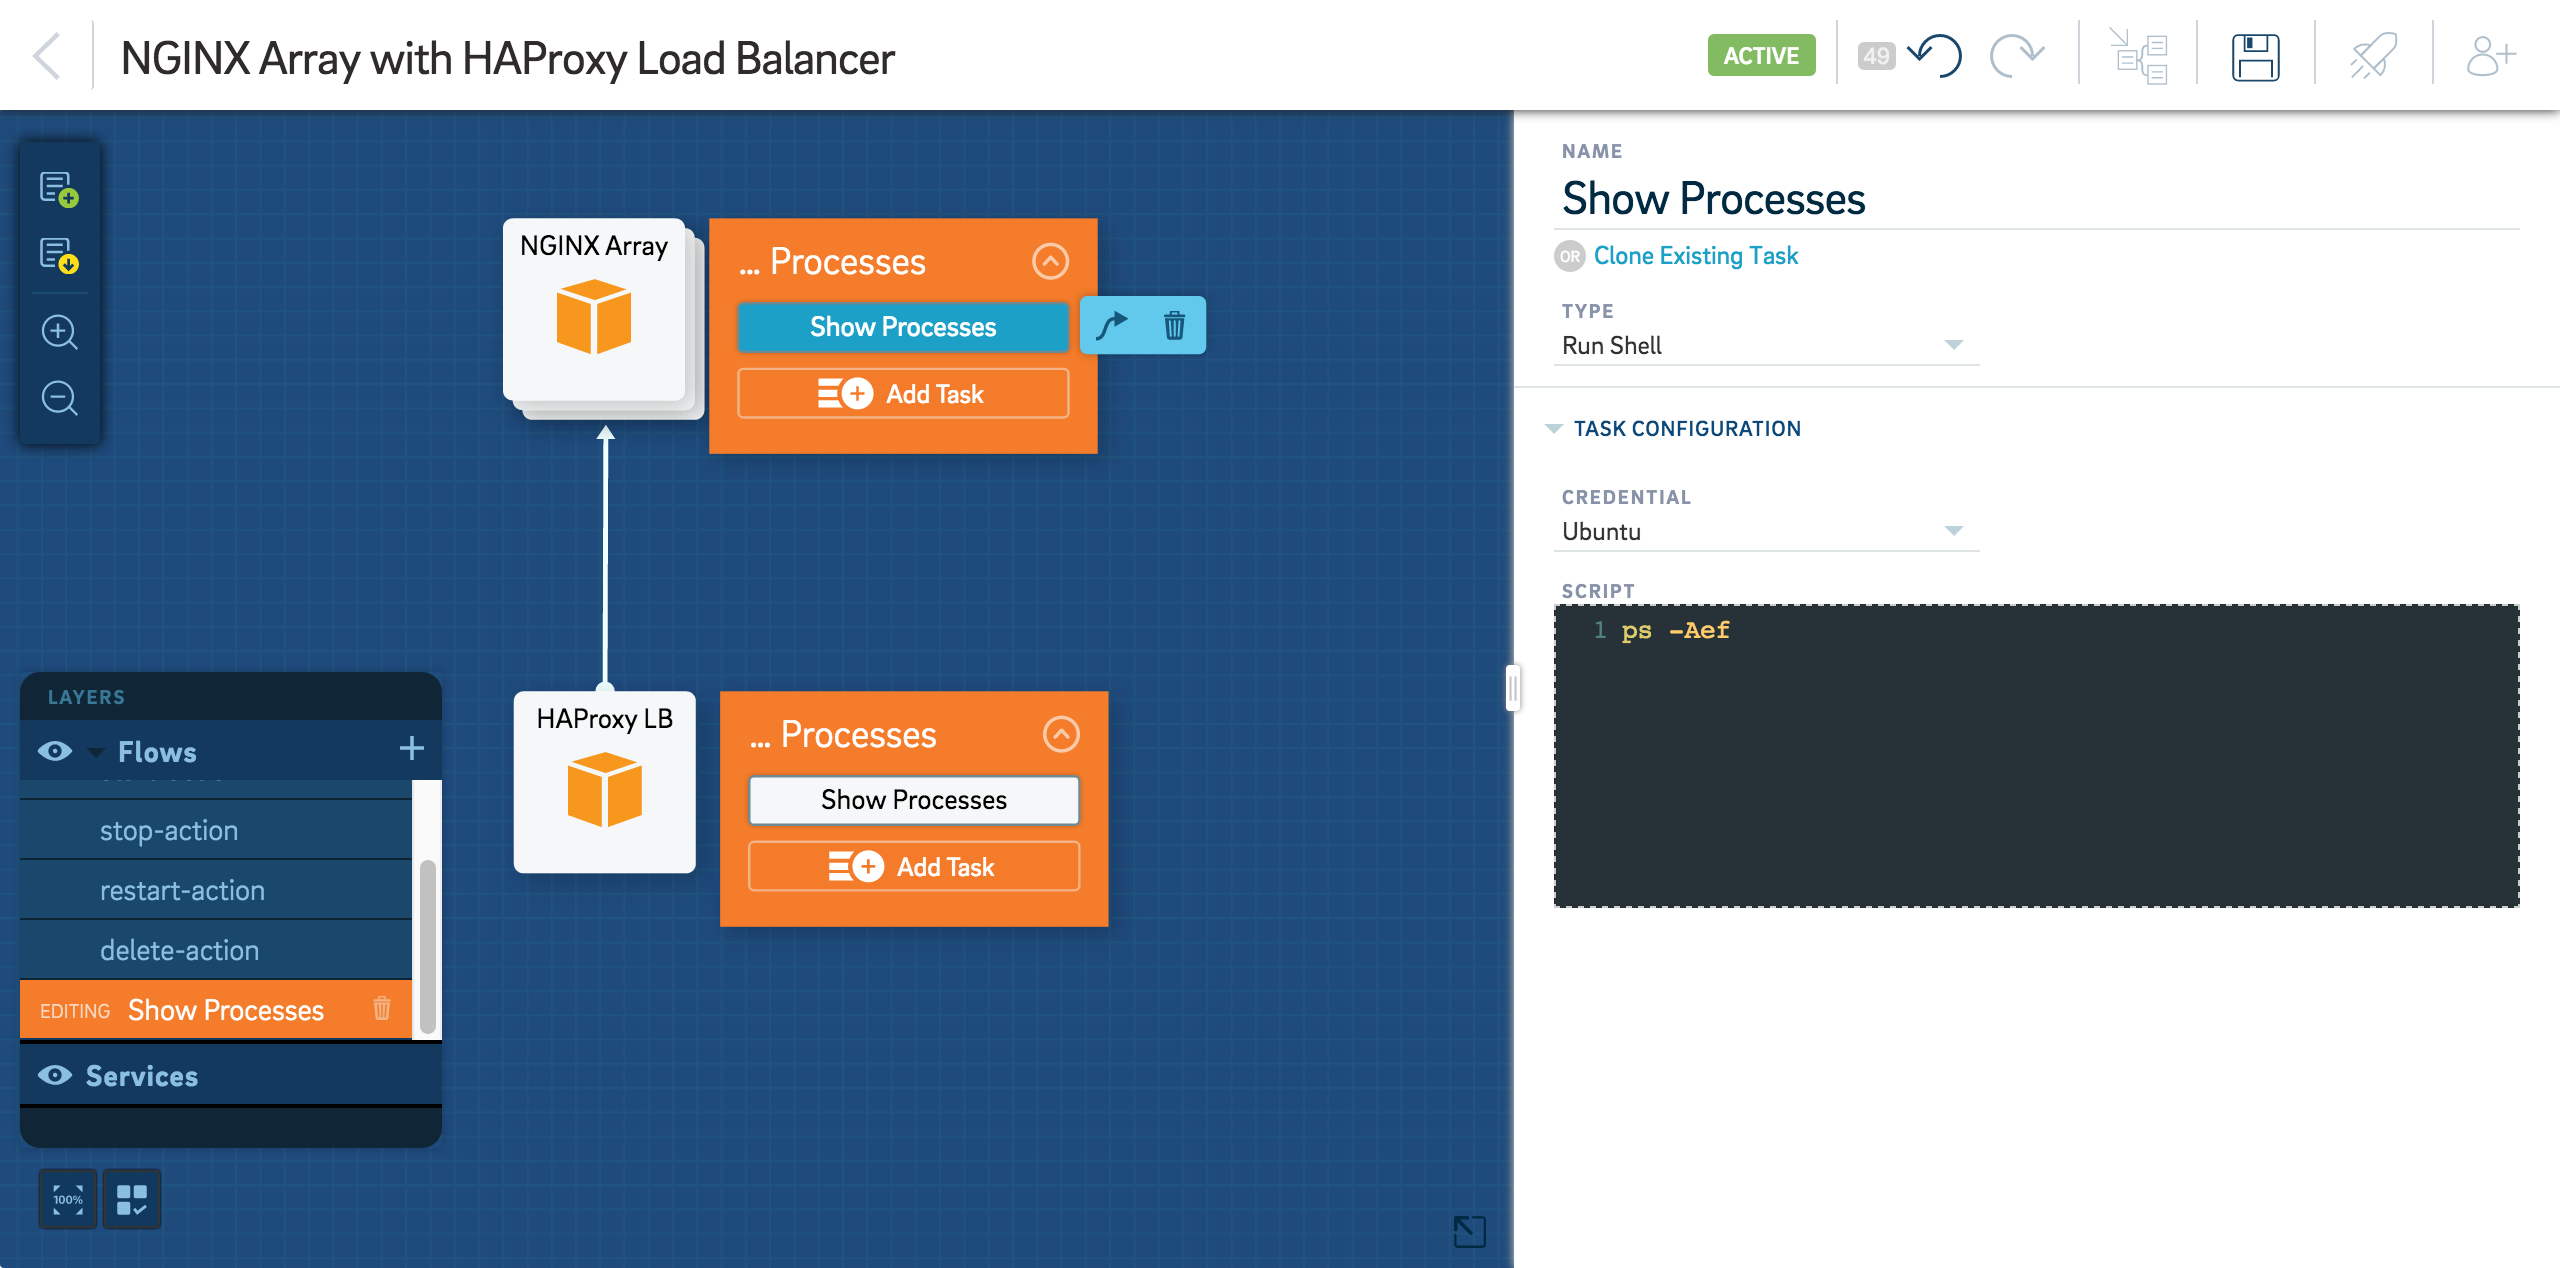 NGINX Array with HAProxy Load Balancer
ACTIVE
49
NGINX Array
... Processes
Show Processes
Add Task
HAProxy LB
... Processes
Show Processes
Add Task
LAYERS
Flows
stop-action
restart-action
delete-action
EDITING Show Processes
Services
100%
NAME
Show Processes
OR Clone Existing Task
TYPE
Run Shell
TASK CONFIGURATION
CREDENTIAL
Ubuntu
SCRIPT
1 ps -Aef